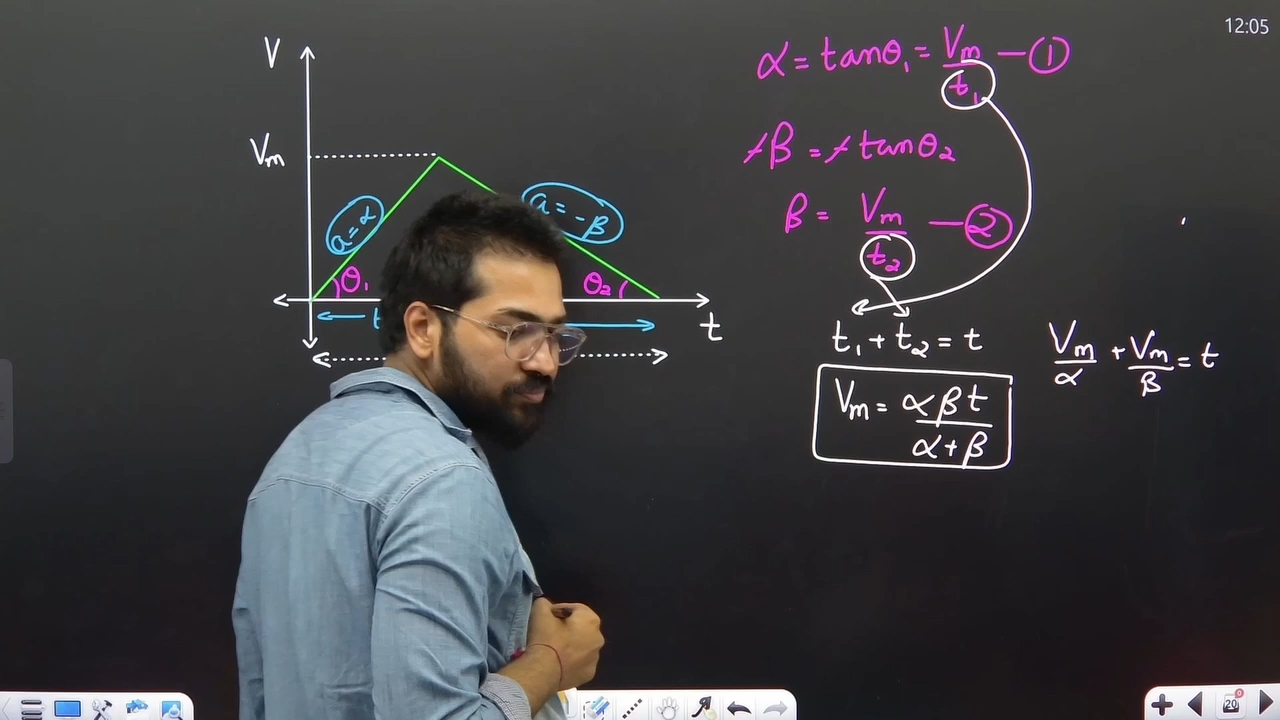 12:05
V
Vm
a = α
a = -β
θ₁
θ₂
t
t
α = tanθ₁ = Vm/t₁ — ①
-β = -tanθ₂
β = Vm/t₂ — ②
t₁ + t₂ = t
Vm/α + Vm/β = t
Vm = αβt/α+β
20